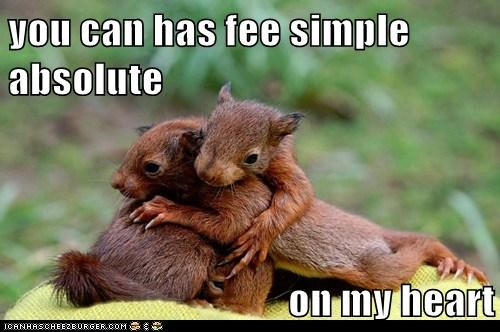 you can has fee simple
absolute
on my heart
ICANHASCHEEZBURGER.COM